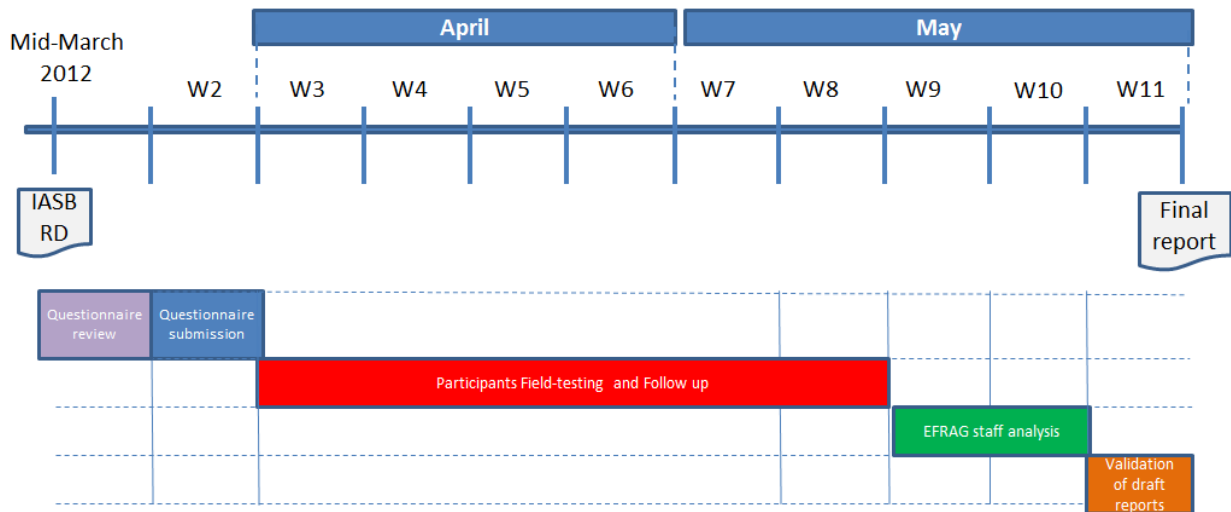 April
May
Mid-March
2012
W2
W3
W4
W5
W6
W7
W8
W9
W10
W11
IASB
RD
Final
report
Questionnaire
review
Questionnaire
submission
Participants Field-testing and Follow up
EFRAG staff analysis
Validation
of draft
reports